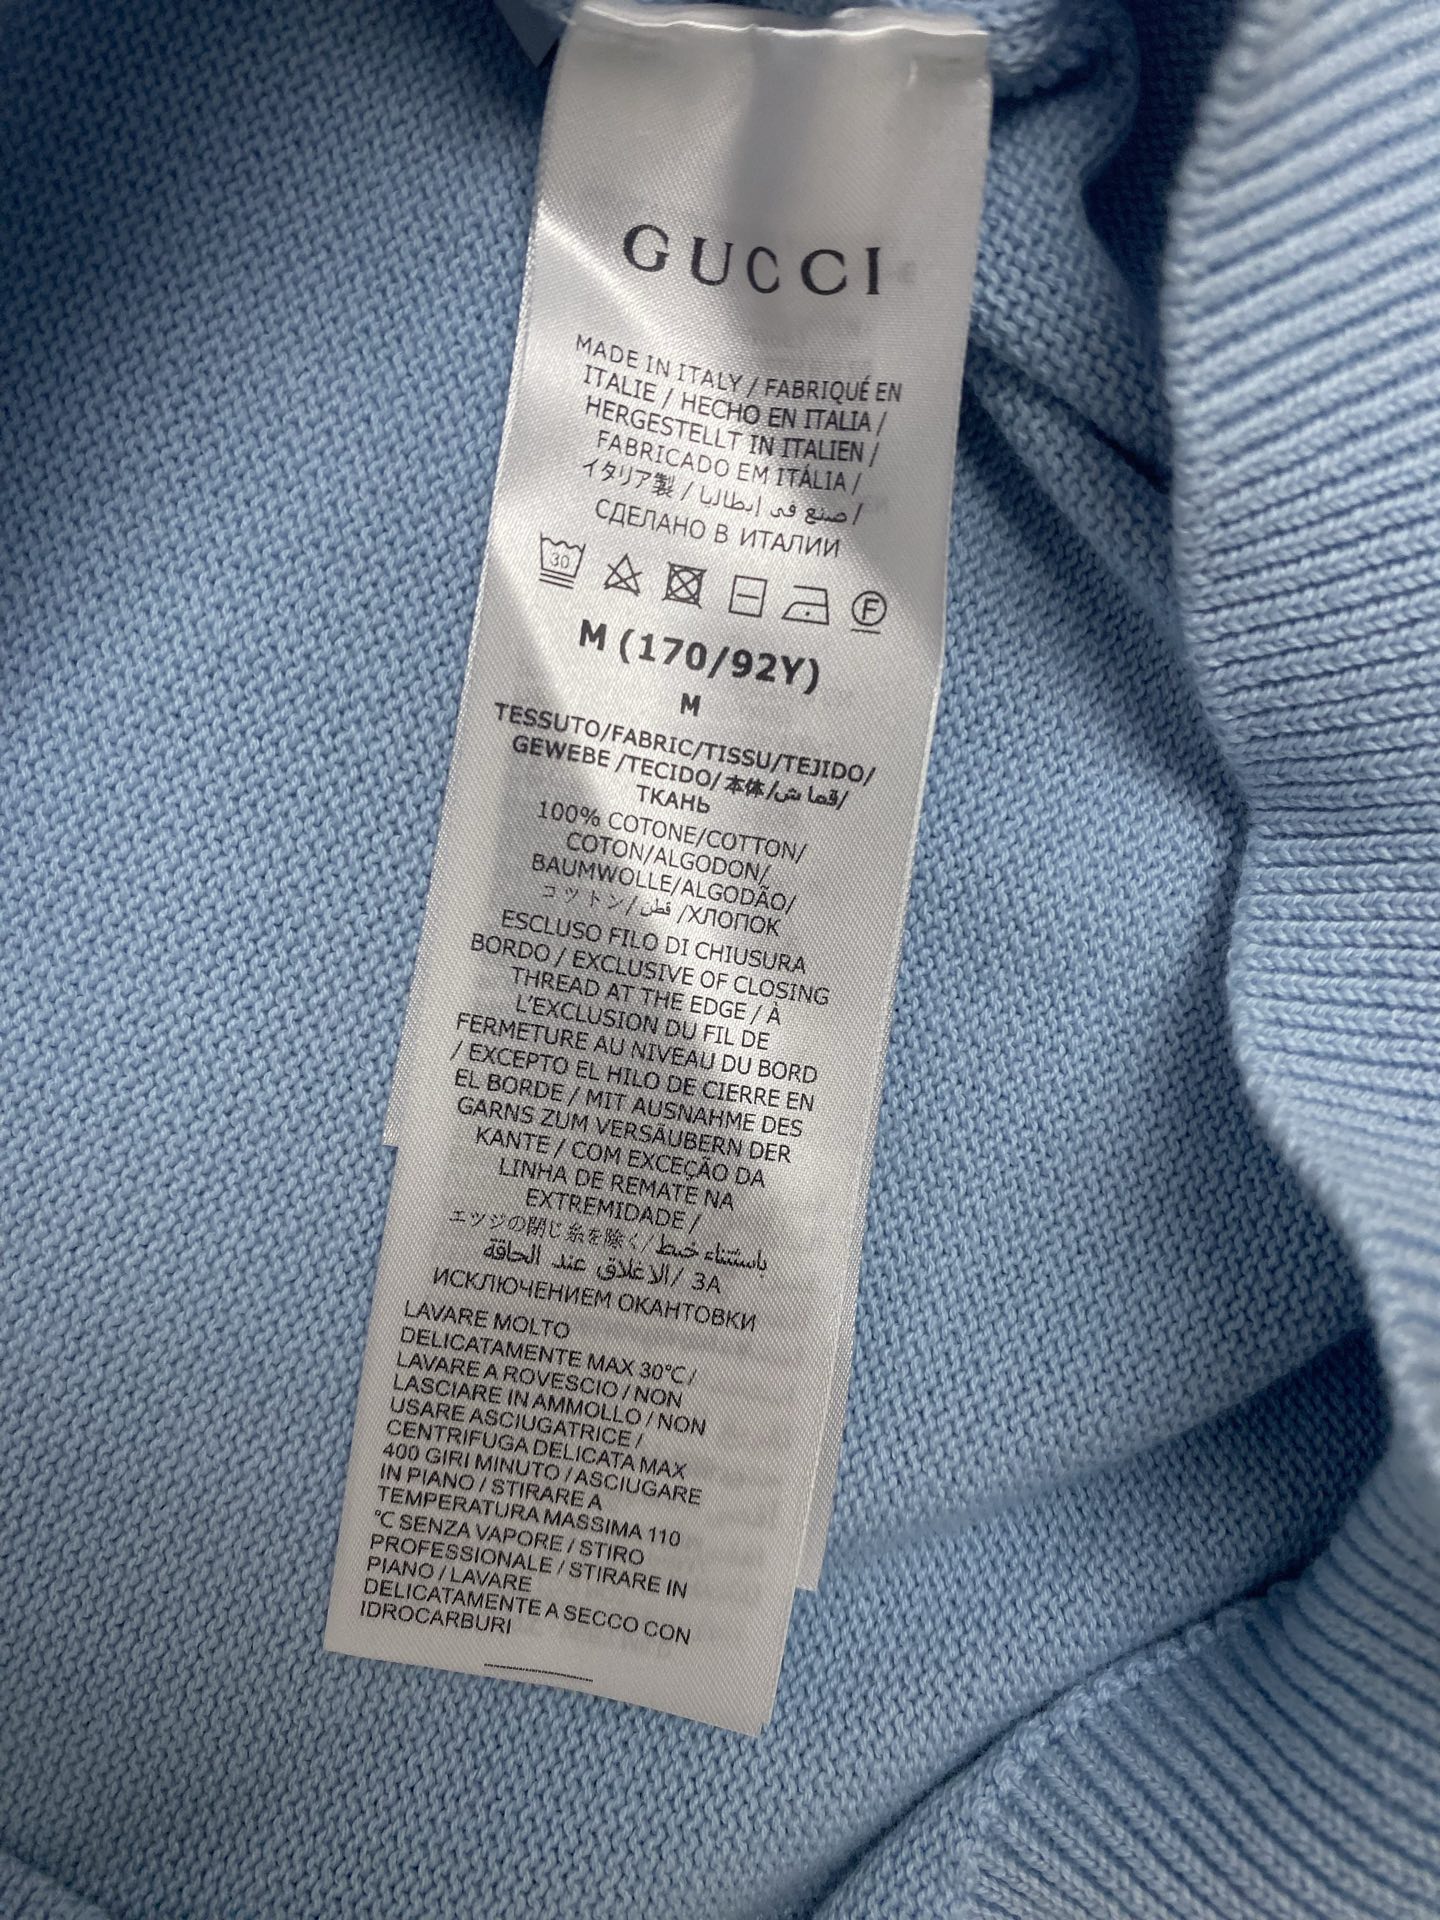 GUCCI
MADE IN ITALY / FABRIQUÉ EN
ITALIE / HECHO EN ITALIA /
HERGESTELLT IN ITALIEN /
FABRICADO EM ITÁLIA /
イタリア製 / صنع في إيطاليا /
СДЕЛАНО В ИТАЛИИ
30 F
M (170/92Y)
M
TESSUTO/FABRIC/TISSU/TEJIDO/
GEWEBE /TECIDO/ 本体/قماش/
ТКАНЬ
100% COTONE/COTTON/
COTON/ALGODON/
BAUMWOLLE/ALGODÃO/
コットン/ قطن /ХЛОПОК
ESCLUSO FILO DI CHIUSURA
BORDO / EXCLUSIVE OF CLOSING
THREAD AT THE EDGE / À
L'EXCLUSION DU FIL DE
FERMETURE AU NIVEAU DU BORD
/ EXCEPTO EL HILO DE CIERRE EN
EL BORDE / MIT AUSNAHME DES
GARNS ZUM VERSÄUBERN DER
KANTE / COM EXCEÇÃO DA
LINHA DE REMATE NA
EXTREMIDADE /
エッジの閉じ糸を除く/ باستثناء خيط
الإغلاق عند الحافة / ЗА
ИСКЛЮЧЕНИЕМ ОКАНТОВКИ
LAVARE MOLTO
DELICATAMENTE MAX 30°C /
LAVARE A ROVESCIO / NON
LASCIARE IN AMMOLLO / NON
USARE ASCIUGATRICE /
CENTRIFUGA DELICATA MAX
400 GIRI MINUTO / ASCIUGARE
IN PIANO / STIRARE A
TEMPERATURA MASSIMA 110
°C SENZA VAPORE / STIRO
PROFESSIONALE / STIRARE IN
PIANO / LAVARE
DELICATAMENTE A SECCO CON
IDROCARBURI